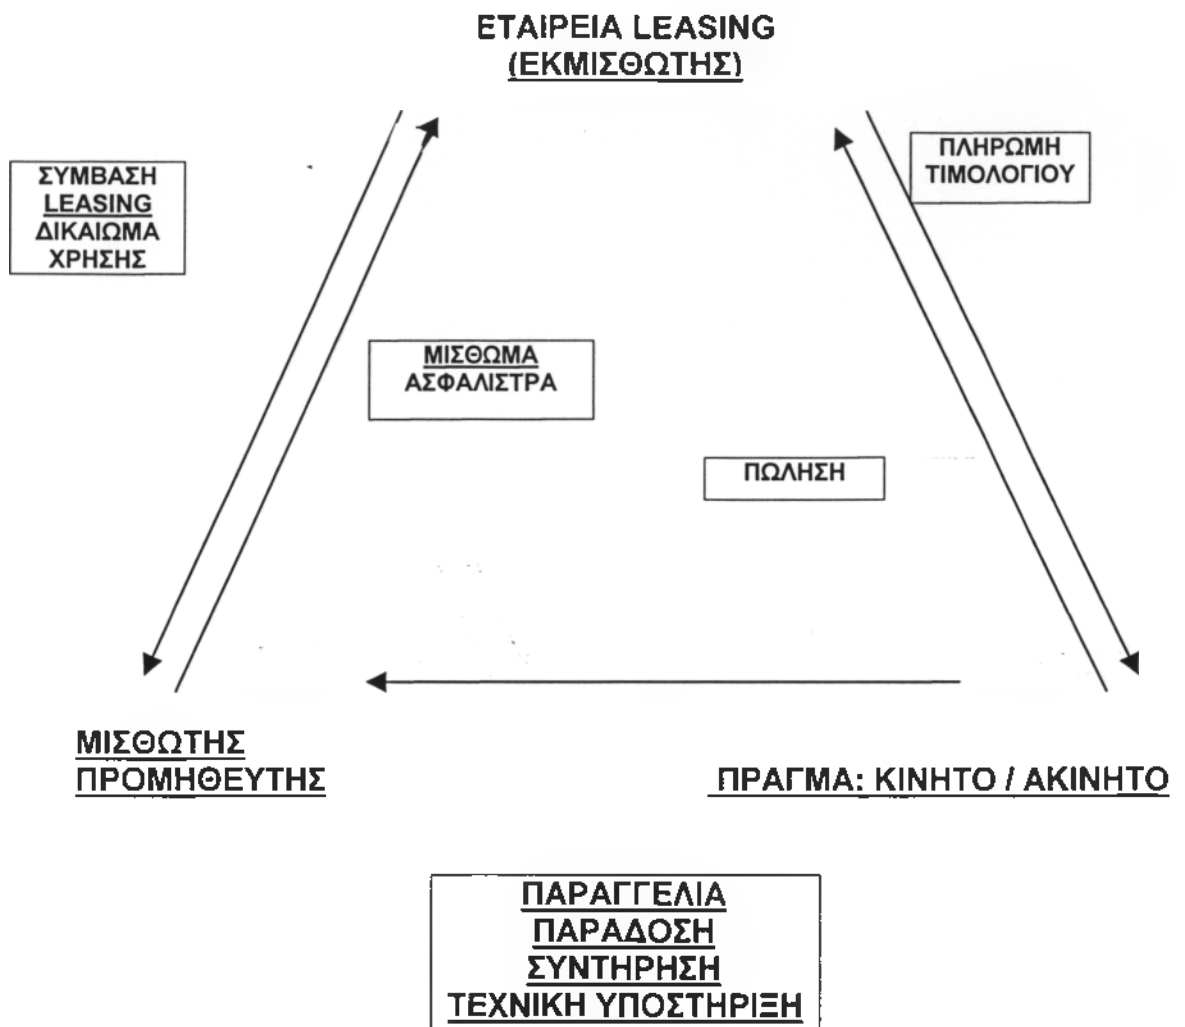 ΕΤΑΙΡΕΙΑ LEASING
(ΕΚΜΙΣΘΩΤΗΣ)
ΣΥΜΒΑΣΗ
LEASING
ΔΙΚΑΙΩΜΑ
ΧΡΗΣΗΣ
ΠΛΗΡΩΜΗ
ΤΙΜΟΛΟΓΙΟΥ
ΜΙΣΘΩΜΑ
ΑΣΦΑΛΙΣΤΡΑ
ΠΩΛΗΣΗ
ΜΙΣΘΩΤΗΣ
ΠΡΟΜΗΘΕΥΤΗΣ
ΠΡΑΓΜΑ: ΚΙΝΗΤΟ / ΑΚΙΝΗΤΟ
ΠΑΡΑΓΓΕΛΙΑ
ΠΑΡΑΔΟΣΗ
ΣΥΝΤΗΡΗΣΗ
ΤΕΧΝΙΚΗ ΥΠΟΣΤΗΡΙΞΗ